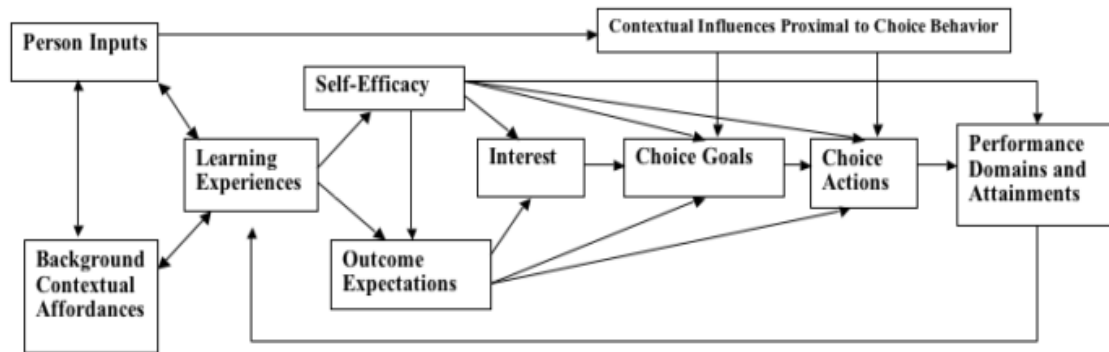 Person Inputs
Contextual Influences Proximal to Choice Behavior
Self-Efficacy
Learning
Experiences
Interest
Choice Goals
Choice
Actions
Performance
Domains and
Attainments
Background
Contextual
Affordances
Outcome
Expectations